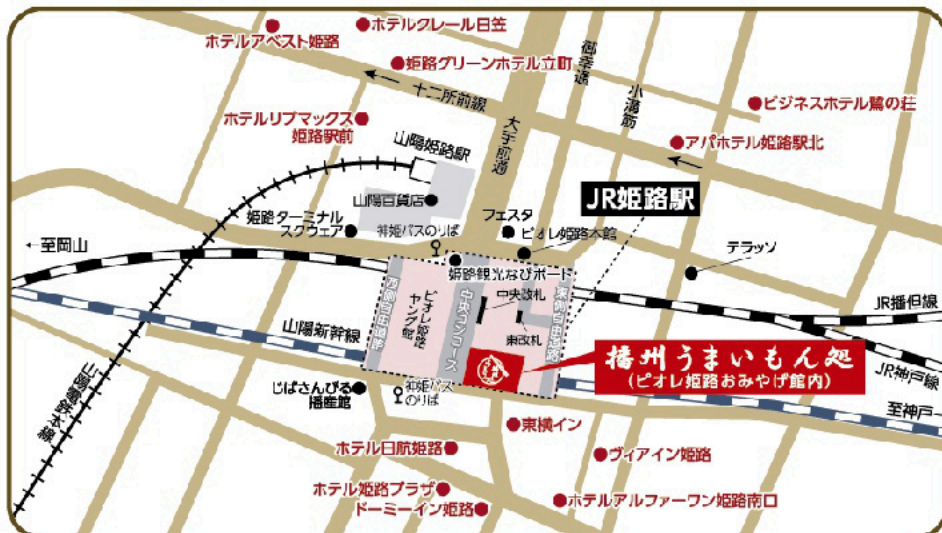 ホテルクレール日笠
ホテルアベスト姫路
姫路グリーンホテル立町
御幸通
小溝筋
十二所前線
ビジネスホテル鷺の荘
ホテルリブマックス
姫路駅前
大手前通
アパホテル姫路駅北
山陽姫路駅
山陽百貨店
JR姫路駅
姫路ターミナル
スクウェア
神姫バスのりば
フェスタ
ピオレ姫路本館
テラッソ
←至岡山
姫路観光なびポート
西側自由通路
ピオレ姫路
ヤング館
中央コンコース
中央改札
東改札
東側自由通路
JR播但線
山陽新幹線
播州うまいもん処
(ピオレ姫路おみやげ館内)
JR神戸線
山陽電鉄本線
じばさんびる
播産館
神姫バス
のりば
至神戸→
東横イン
ホテル日航姫路
ヴィアイン姫路
ホテル姫路プラザ
ドーミーイン姫路
ホテルアルファーワン姫路南口